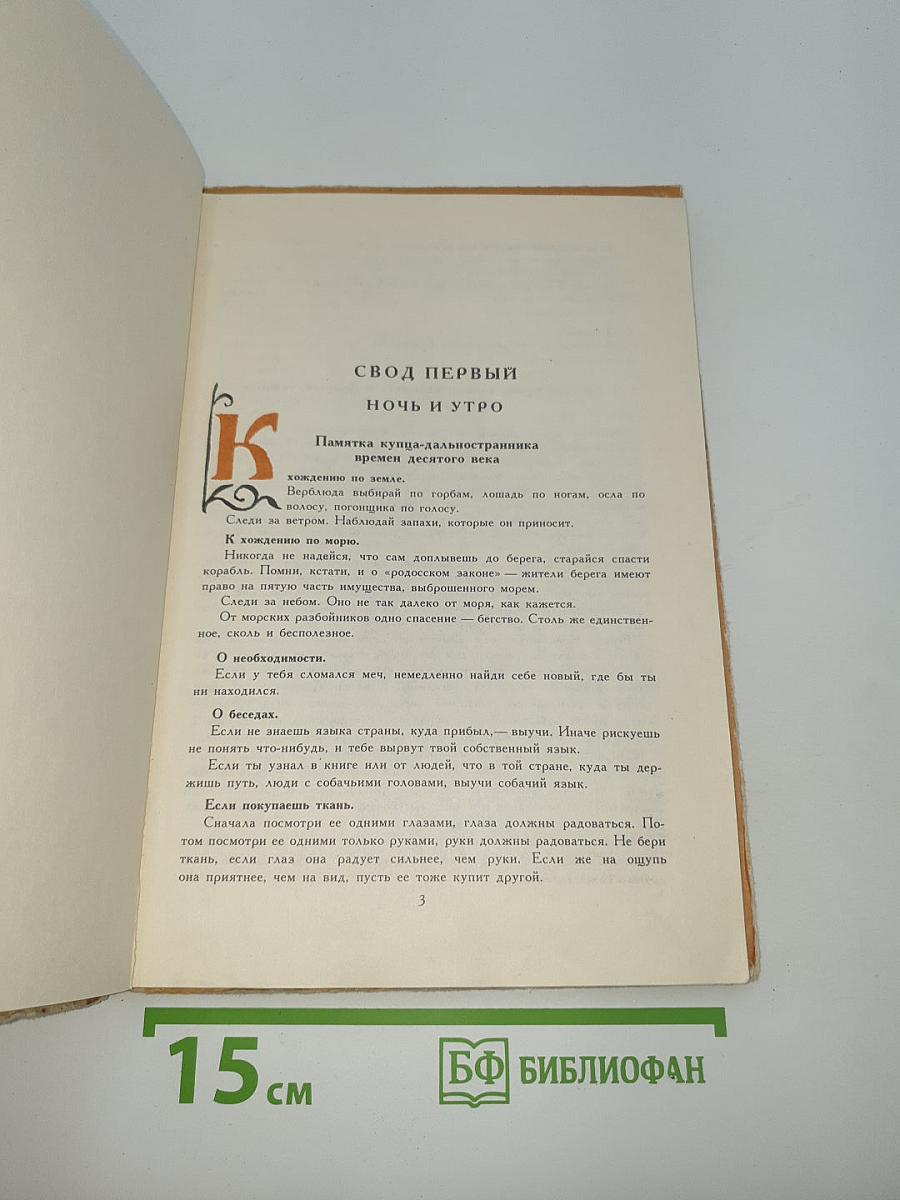 СВОД ПЕРВЫЙ
НОЧЬ И УТРО
Памятка купца-дальностранника
времен десятого века
К хождению по земле.
Верблюда выбирай по горбам, лошадь по ногам, осла по
волосу, погонщика по голосу.
Следи за ветром. Наблюдай запахи, которые он приносит.
К хождению по морю.
Никогда не надейся, что сам доплывешь до берега, старайся спасти
корабль. Помни, кстати, и о «родосском законе» — жители берега имеют
право на пятую часть имущества, выброшенного морем.
Следи за небом. Оно не так далеко от моря, как кажется.
От морских разбойников одно спасение — бегство. Столь же единствен-
ное, сколь и бесполезное.
О необходимости.
Если у тебя сломался меч, немедленно найди себе новый, где бы ты
ни находился.
О беседах.
Если не знаешь языка страны, куда прибыл,— выучи. Иначе рискуешь
не понять что-нибудь, и тебе вырвут твой собственный язык.
Если ты узнал в книге или от людей, что в той стране, куда ты дер-
жишь путь, люди с собачьими головами, выучи собачий язык.
Если покупаешь ткань.
Сначала посмотри ее одними глазами, глаза должны радоваться. По-
том посмотри ее одними только руками, руки должны радоваться. Не бери
ткань, если глаз она радует сильнее, чем руки. Если же на ощупь
она приятнее, чем на вид, пусть ее тоже купит другой.
3
15 см
БФ БИБЛИОФАН